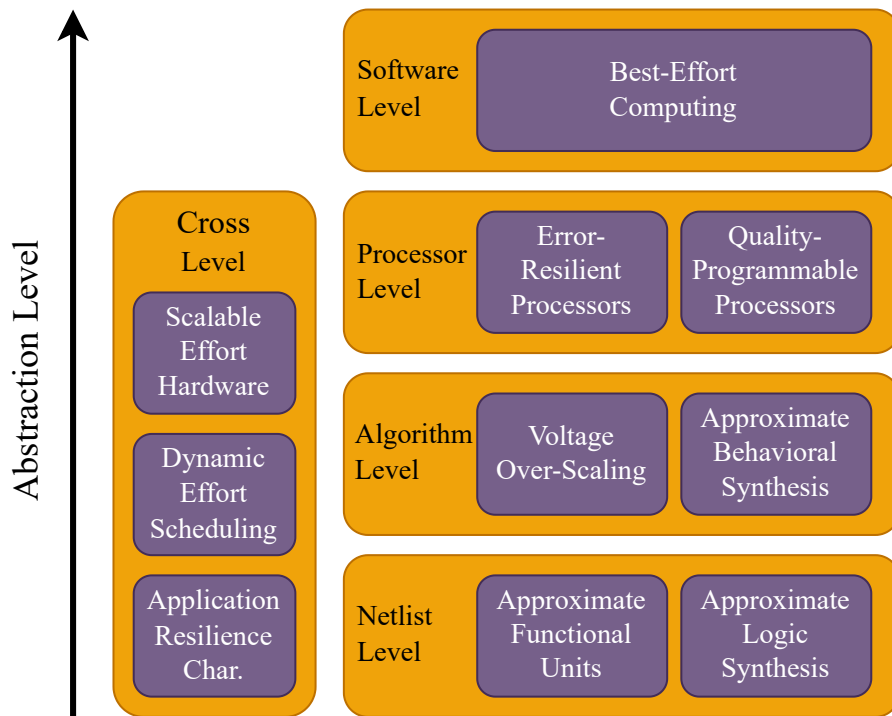 Abstraction Level
Cross
Level
Scalable
Effort
Hardware
Dynamic
Effort
Scheduling
Application
Resilience
Char.
Software
Level
Best-Effort
Computing
Processor
Level
Error-
Resilient
Processors
Quality-
Programmable
Processors
Algorithm
Level
Voltage
Over-Scaling
Approximate
Behavioral
Synthesis
Netlist
Level
Approximate
Functional
Units
Approximate
Logic
Synthesis